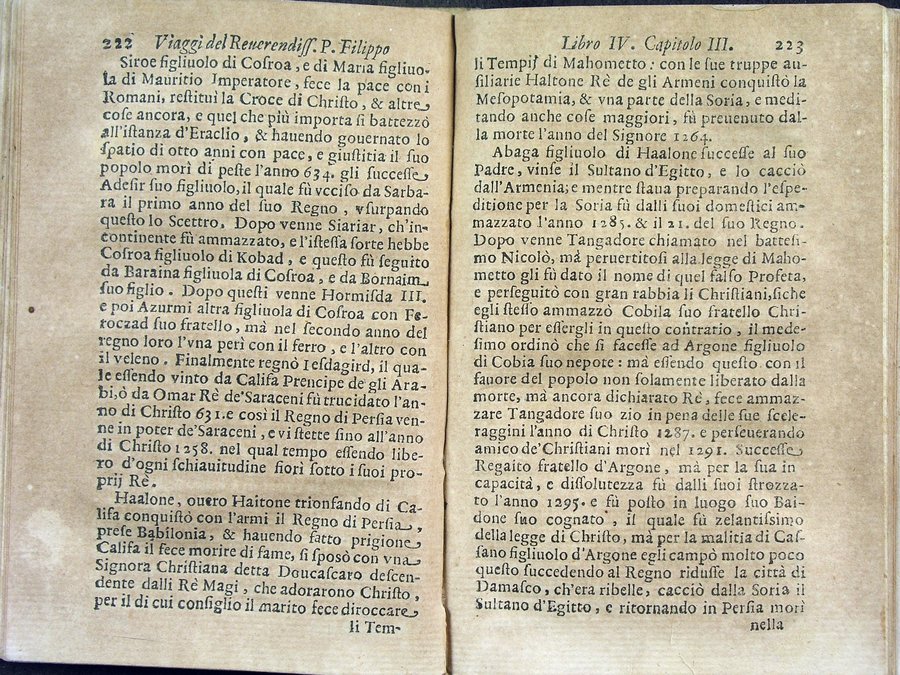 222 Viaggi del Reuerendiſſ. P. Filippo
Siroe figliuolo di Coſroa, e di Maria figliuo-
la di Mauritio Imperatore, fece la pace con i
Romani, reſtituì la Croce di Chriſto, & altre
coſe ancora, e quel che più importa ſi battezzò
all'iſtanza d'Eraclio, & hauendo gouernato lo
ſpatio di otto anni con pace, e giuſtitia il ſuo
popolo morì di peſte l'anno 634. gli ſucceſſe
Adeſir ſuo figliuolo, il quale fù vcciſo da Sarba-
ra il primo anno del ſuo Regno, vſurpando
queſto lo Scettro. Dopo venne Siariar, ch'in-
continente fù ammazzato, e l'iſteſſa ſorte hebbe
Coſroa figliuolo di Kobad, e queſto fù ſeguito
da Baraina figliuola di Coſroa, e da Bornaim
ſuo figlio. Dopo queſti venne Hormiſda III.
e poi Azurmi altra figliuola di Coſroa con Fe-
roczad ſuo fratello, mà nel ſecondo anno del
regno loro l'vna perì con il ferro, e l'altro con
il veleno. Finalmente regnò Ieſdagird, il qua-
le eſſendo vinto da Califa Prencipe de gli Ara-
bi, ò da Omar Rè de'Saraceni fù trucidato l'an-
no di Chriſto 631. e così il Regno di Perſia ven-
ne in poter de'Saraceni, e vi ſtette ſino all'anno
di Chriſto 1258. nel qual tempo eſſendo libe-
ro d'ogni ſchiauitudine fiorì ſotto i ſuoi pro-
prij Rè.
Haalone, ouero Haitone trionfando di Ca-
lifa conquiſtò con l'armi il Regno di Perſia,
preſe Babilonia, & hauendo fatto prigione
Califa il fece morire di fame, ſi ſposò con vna
Signora Chriſtiana detta Doucaſcaro deſcen-
dente dalli Rè Magi, che adorarono Chriſto,
per il di cui conſiglio il marito fece diroccare
li Tem-
Libro IV. Capitolo III. 223
li Tempij di Mahometto: con le ſue truppe au-
ſiliarie Haltone Rè de gli Armeni conquiſtò la
Meſopotamia, & vna parte della Soria, e medi-
tando anche coſe maggiori, fù preuenuto dal-
la morte l'anno del Signore 1264.
Abaga figliuolo di Haalone ſucceſſe al ſuo
Padre, vinſe il Sultano d'Egitto, e lo cacciò
dall'Armenia; e mentre ſtaua preparando l'eſpe-
ditione per la Soria fù dalli ſuoi domeſtici am-
mazzato l'anno 1285. & il 21. del ſuo Regno.
Dopo venne Tangadore chiamato nel batteſi-
mo Nicolò, mà peruertitoſi alla legge di Maho-
metto gli fù dato il nome di quel falſo Profeta,
e perſeguitò con gran rabbia li Chriſtiani, ſiche
egli ſteſſo ammazzò Cobila ſuo fratello Chri-
ſtiano per eſſergli in queſto contrario, il mede-
ſimo ordinò che ſi faceſſe ad Argone figliuolo
di Cobia ſuo nepote: mà eſſendo queſto con il
fauore del popolo non ſolamente liberato dalla
morte, mà ancora dichiarato Rè, fece ammaz-
zare Tangadore ſuo zio in pena delle ſue ſcele-
raggini l'anno di Chriſto 1287. e perſeuerando
amico de'Chriſtiani morì nel 1291. Succeſſe
Regaito fratello d'Argone, mà per la ſua in
capacità, e diſſolutezza fù dalli ſuoi ſtrozza-
to l'anno 1295. e fù poſto in luogo ſuo Bai-
done ſuo cognato, il quale fù zelantiſſimo
della legge di Chriſto, mà per la malitia di Caſ-
ſano figliuolo d'Argone egli campò molto poco
queſto ſuccedendo al Regno riduſſe la città di
Damaſco, ch'era ribelle, cacciò dalla Soria il
Sultano d'Egitto, e ritornando in Perſia morì
nella